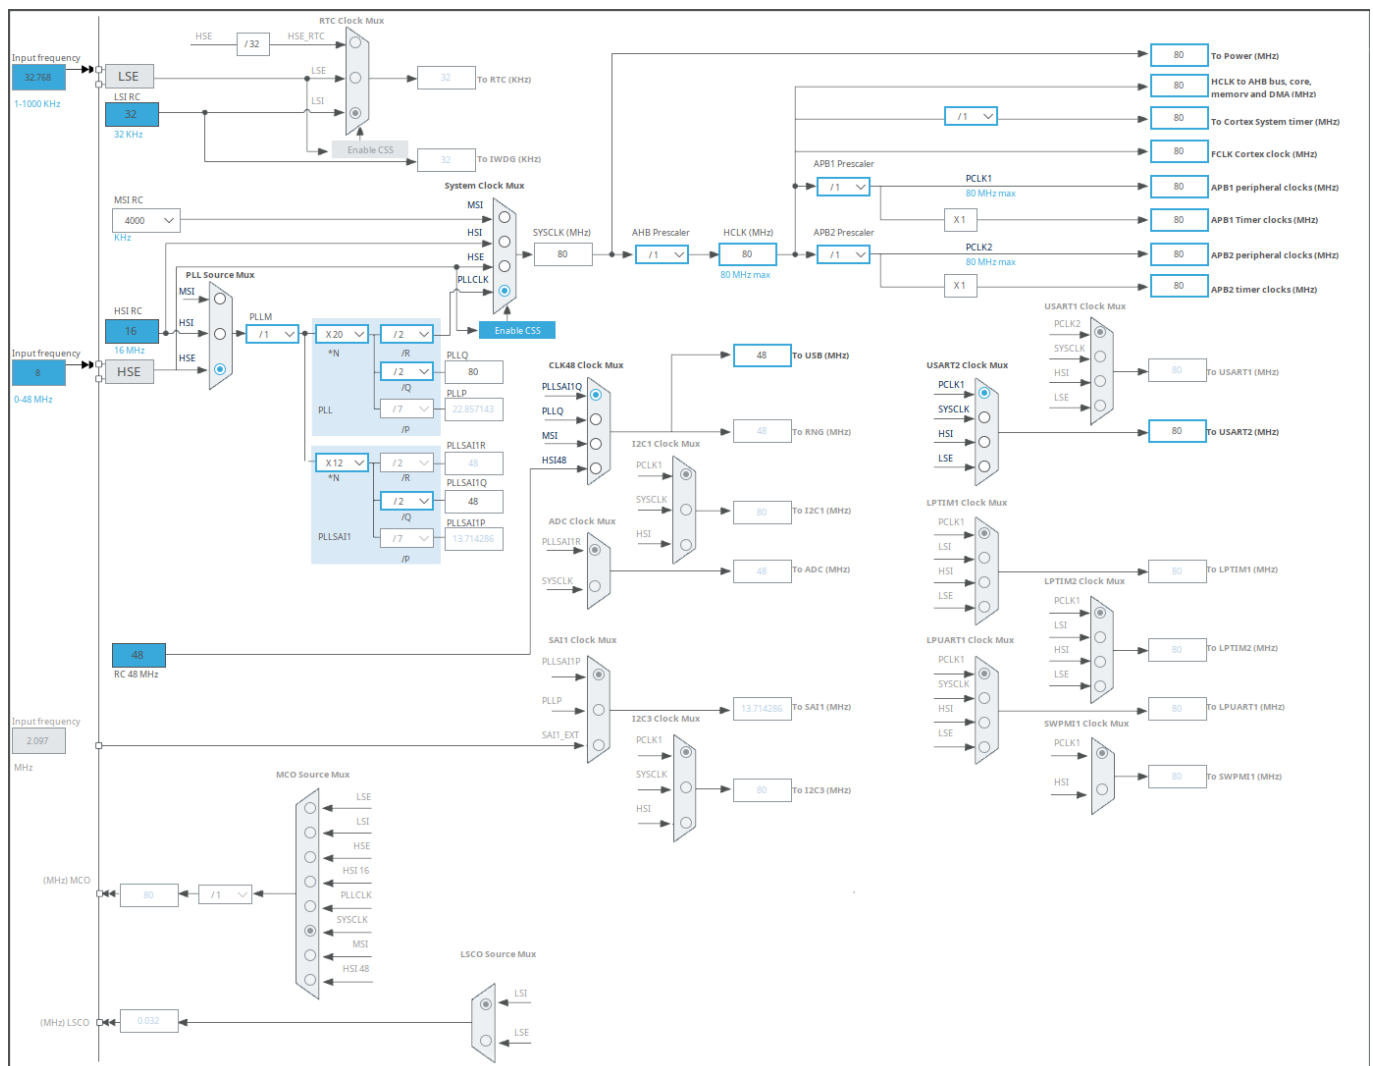 RTC Clock Mux
HSE
/ 32
HSE_RTC
Input frequency
32.768
1-1000 KHz
LSE
LSE
LSI RC
32
32 KHz
LSI
32
To RTC (KHz)
Enable CSS
32
To IWDG (KHz)
80
To Power (MHz)
80
HCLK to AHB bus, core,
memory and DMA (MHz)
/ 1
80
To Cortex System timer (MHz)
80
FCLK Cortex clock (MHz)
System Clock Mux
MSI RC
4000
KHz
MSI
HSI
HSE
PLLCLK
Enable CSS
SYSCLK (MHz)
80
AHB Prescaler
/ 1
HCLK (MHz)
80
80 MHz max
APB1 Prescaler
/ 1
PCLK1
80 MHz max
80
APB1 peripheral clocks (MHz)
X 1
80
APB1 Timer clocks (MHz)
APB2 Prescaler
/ 1
PCLK2
80 MHz max
80
APB2 peripheral clocks (MHz)
X 1
80
APB2 timer clocks (MHz)
PLL Source Mux
MSI
HSI
HSE
HSI RC
16
16 MHz
Input frequency
8
0-48 MHz
HSE
PLLM
/ 1
X 20
*N
/ 2
/R
PLLQ
/ 2
80
/Q
PLLP
PLL
/ 7
22.857143
/P
PLLSAI1R
X 12
*N
/ 2
48
/R
PLLSAI1Q
/ 2
48
/Q
PLLSAI1P
PLLSAI1
/ 7
13.714286
/P
48
RC 48 MHz
CLK48 Clock Mux
PLLSAI1Q
PLLQ
MSI
HSI48
48
To USB (MHz)
48
To RNG (MHz)
I2C1 Clock Mux
PCLK1
SYSCLK
HSI
80
To I2C1 (MHz)
ADC Clock Mux
PLLSAI1R
SYSCLK
48
To ADC (MHz)
SAI1 Clock Mux
PLLSAI1P
PLLP
SAI1_EXT
13.714286
To SAI1 (MHz)
I2C3 Clock Mux
PCLK1
SYSCLK
HSI
80
To I2C3 (MHz)
USART1 Clock Mux
PCLK2
SYSCLK
HSI
LSE
80
To USART1 (MHz)
USART2 Clock Mux
PCLK1
SYSCLK
HSI
LSE
80
To USART2 (MHz)
LPTIM1 Clock Mux
PCLK1
LSI
HSI
LSE
80
To LPTIM1 (MHz)
LPTIM2 Clock Mux
PCLK1
LSI
HSI
LSE
80
To LPTIM2 (MHz)
LPUART1 Clock Mux
PCLK1
SYSCLK
HSI
LSE
80
To LPUART1 (MHz)
SWPMI1 Clock Mux
PCLK1
HSI
80
To SWPMI1 (MHz)
Input frequency
2.097
MHz
MCO Source Mux
LSE
LSI
HSE
HSI 16
PLLCLK
SYSCLK
MSI
HSI 48
(MHz) MCO
80
/ 1
LSCO Source Mux
LSI
LSE
(MHz) LSCO
0.032